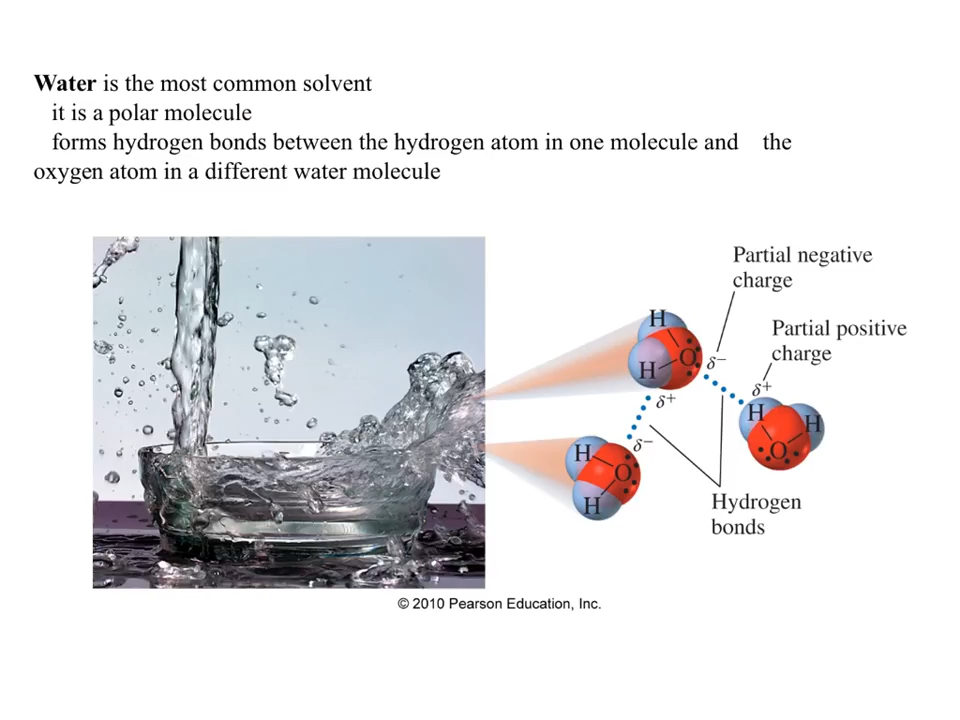 Water is the most common solvent
it is a polar molecule
forms hydrogen bonds between the hydrogen atom in one molecule and the
oxygen atom in a different water molecule
Partial negative
charge
Partial positive
charge
H
H
O
δ−
δ+
δ+
H
H
O
δ−
H
O
H
Hydrogen
bonds
© 2010 Pearson Education, Inc.